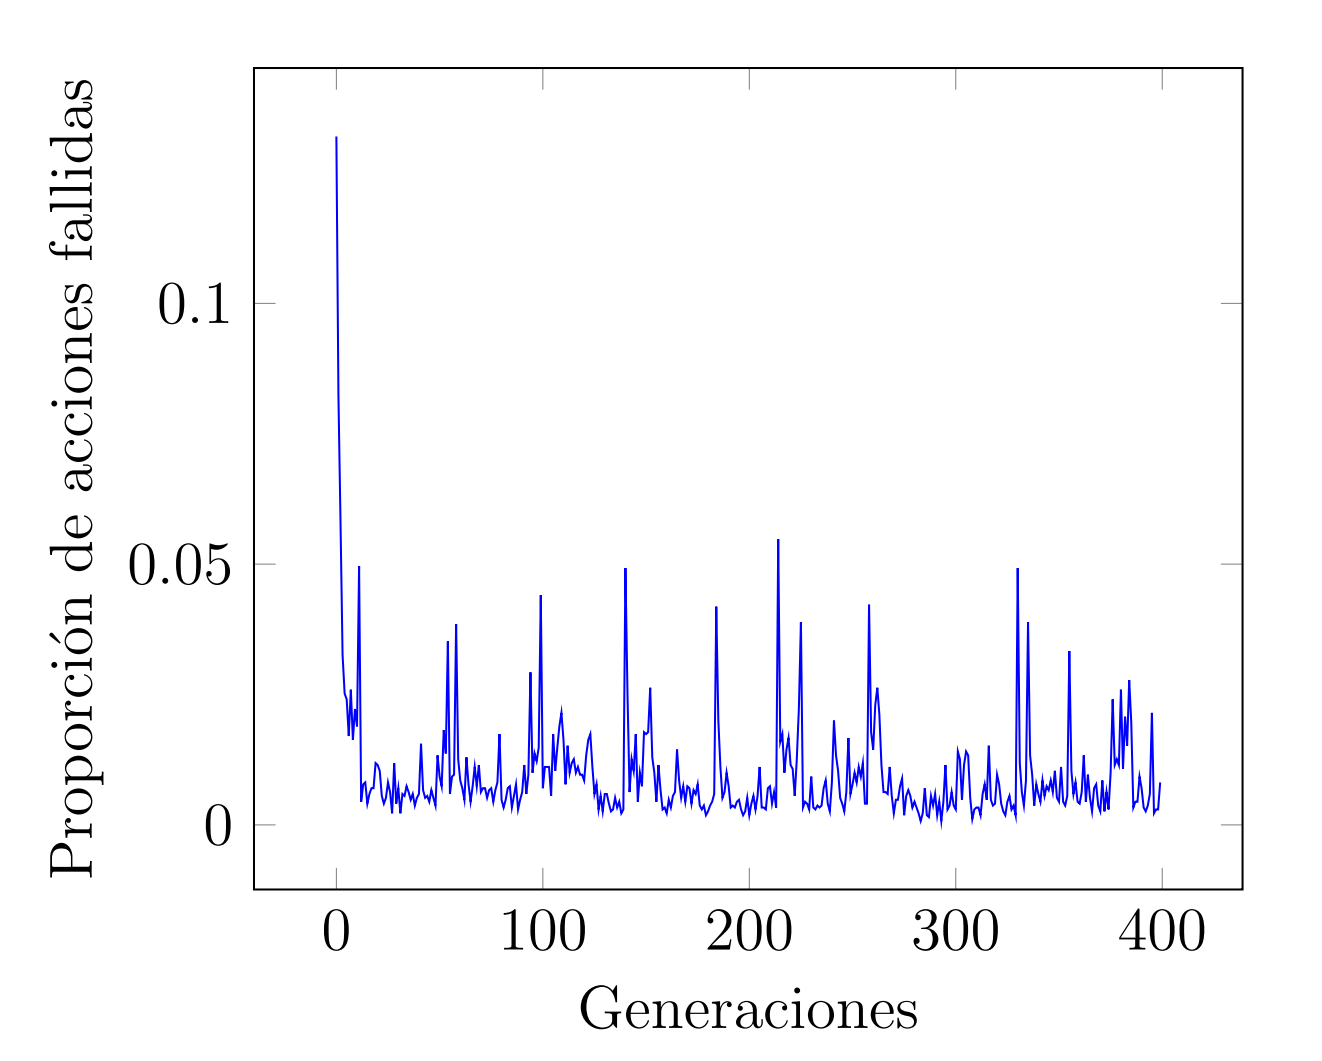 Proporción de acciones fallidas
0.1
0.05
0
0 100 200 300 400
Generaciones